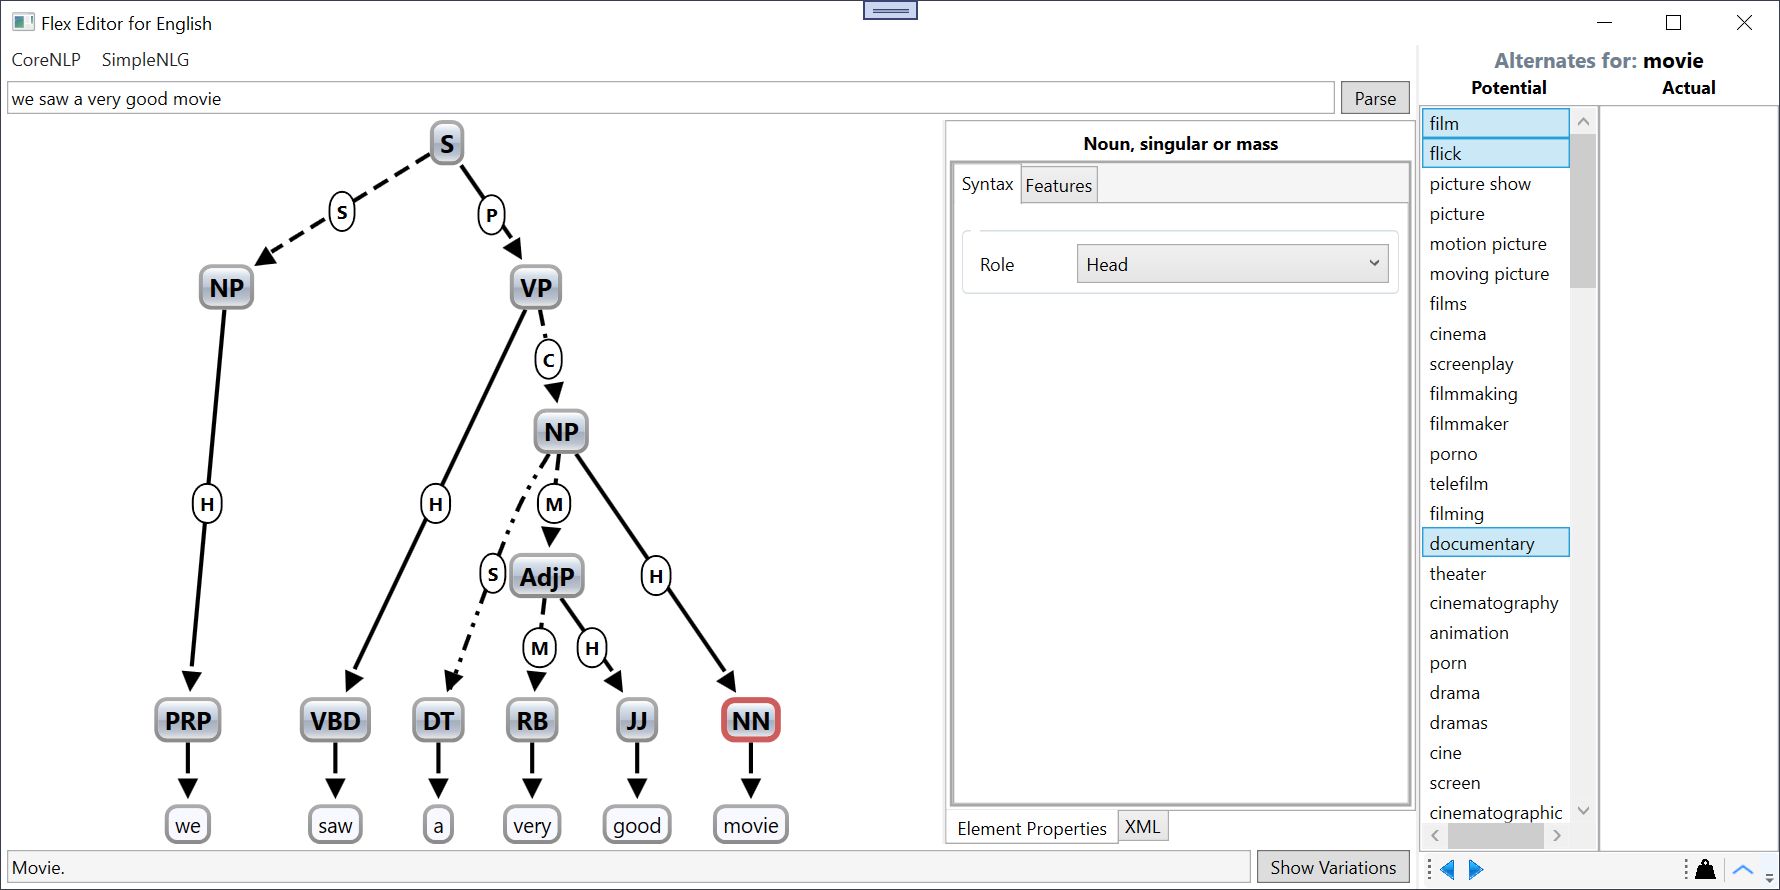 Flex Editor for English
CoreNLP SimpleNLG
we saw a very good movie
Parse
S
S
P
NP
VP
C
NP
H
H
M
S
AdjP
H
M
H
PRP
VBD
DT
RB
JJ
NN
we
saw
a
very
good
movie
Movie.
Show Variations
Noun, singular or mass
Syntax Features
Role Head
Element Properties XML
Alternates for: movie
Potential Actual
film
flick
picture show
picture
motion picture
moving picture
films
cinema
screenplay
filmmaking
filmmaker
porno
telefilm
filming
documentary
theater
cinematography
animation
porn
drama
dramas
cine
screen
cinematographic